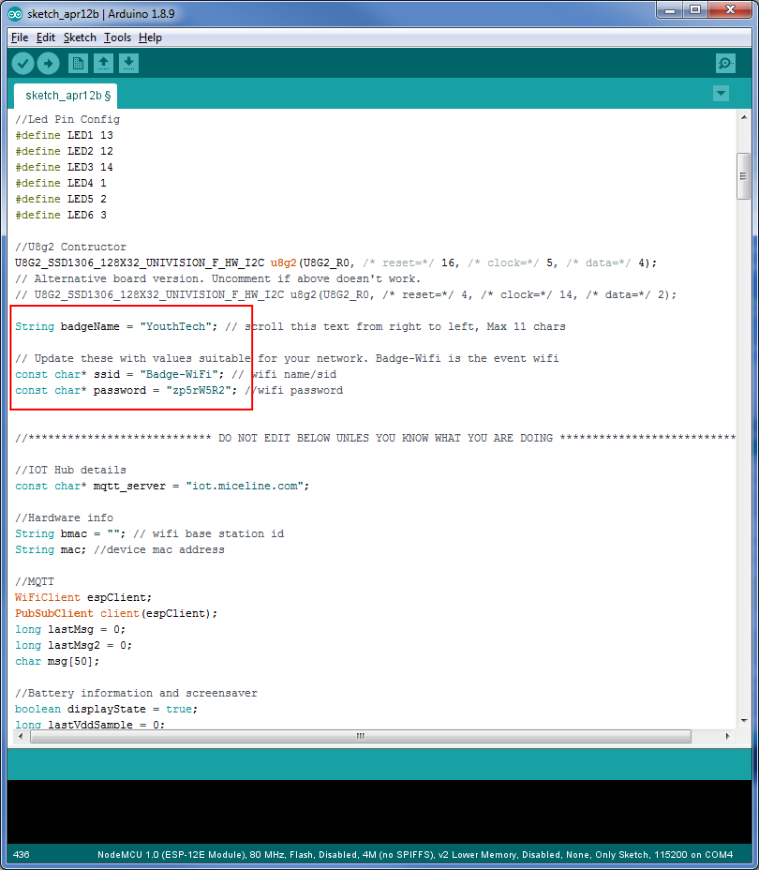 sketch_apr12b | Arduino 1.8.9
File Edit Sketch Tools Help
sketch_apr12b §
//Led Pin Config
#define LED1 13
#define LED2 12
#define LED3 14
#define LED4 1
#define LED5 2
#define LED6 3
//U8g2 Contructor
U8G2_SSD1306_128X32_UNIVISION_F_HW_I2C u8g2(U8G2_R0, /* reset=*/ 16, /* clock=*/ 5, /* data=*/ 4);
// Alternative board version. Uncomment if above doesn't work.
// U8G2_SSD1306_128X32_UNIVISION_F_HW_I2C u8g2(U8G2_R0, /* reset=*/ 4, /* clock=*/ 14, /* data=*/ 2);
String badgeName = "YouthTech"; // scroll this text from right to left, Max 11 chars
// Update these with values suitable for your network. Badge-Wifi is the event wifi
const char* ssid = "Badge-WiFi"; // wifi name/sid
const char* password = "zp5rW5R2"; //wifi password
//**************************** DO NOT EDIT BELOW UNLES YOU KNOW WHAT YOU ARE DOING ***************************
//IOT Hub details
const char* mqtt_server = "iot.miceline.com";
//Hardware info
String bmac = ""; // wifi base station id
String mac; //device mac address
//MQTT
WiFiClient espClient;
PubSubClient client(espClient);
long lastMsg = 0;
long lastMsg2 = 0;
char msg[50];
//Battery information and screensaver
boolean displayState = true;
long lastVddSample = 0;
436 NodeMCU 1.0 (ESP-12E Module), 80 MHz, Flash, Disabled, 4M (no SPIFFS), v2 Lower Memory, Disabled, None, Only Sketch, 115200 on COM4